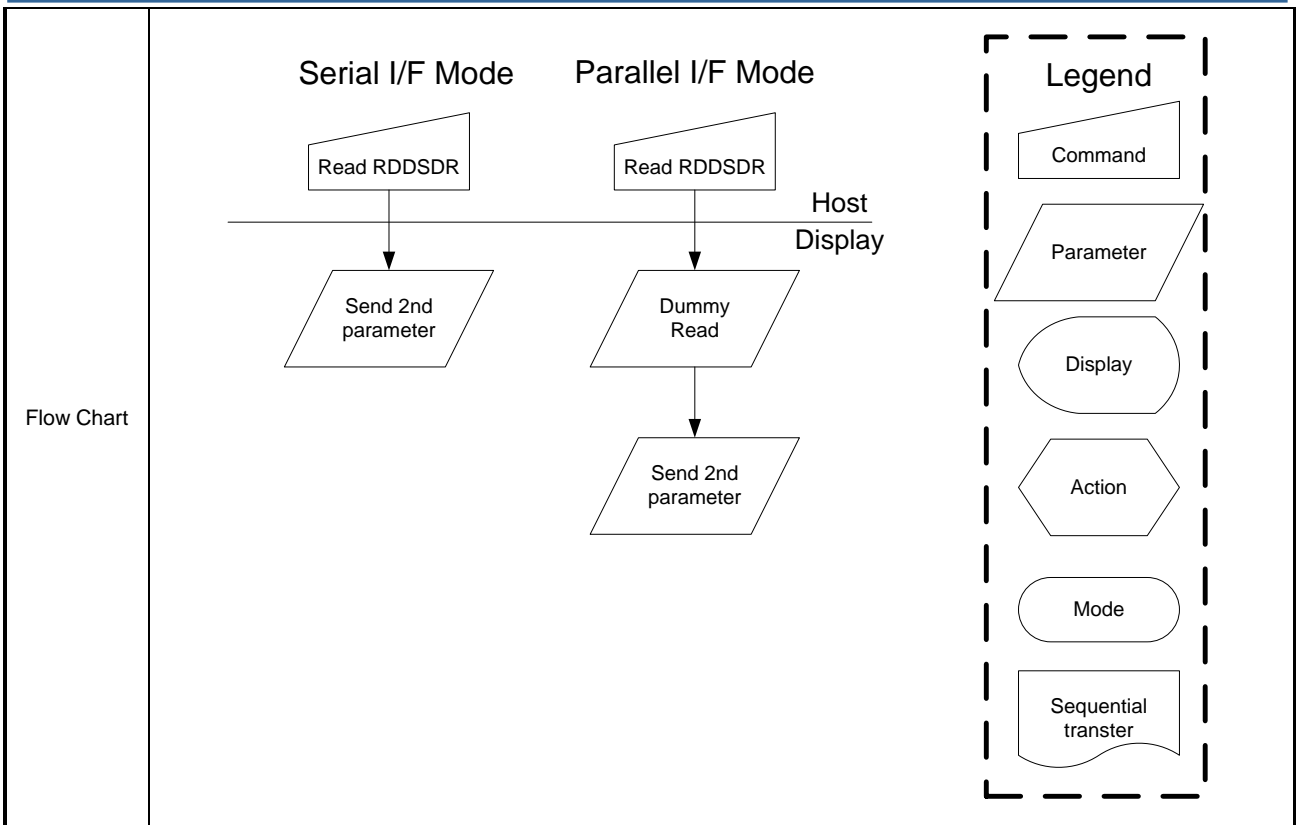 Flow Chart
Serial I/F Mode
Parallel I/F Mode
Read RDDSDR
Read RDDSDR
Host
Display
Send 2nd
parameter
Dummy
Read
Send 2nd
parameter
Legend
Command
Parameter
Display
Action
Mode
Sequential
transter